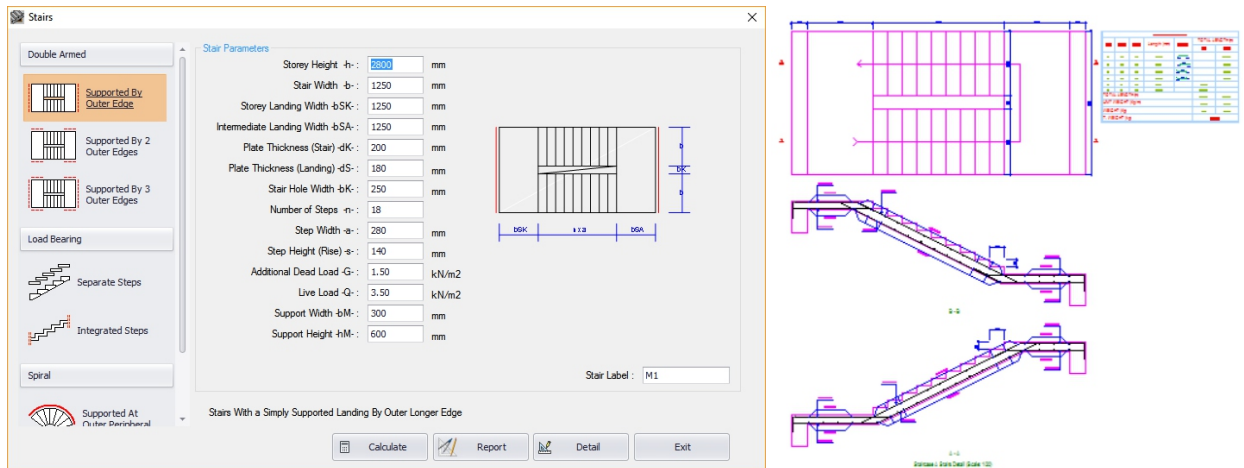 Stairs
Double Armed
Supported By
Outer Edge
Supported By 2
Outer Edges
Supported By 3
Outer Edges
Load Bearing
Separate Steps
Integrated Steps
Spiral
Supported At
Outer Peripheral
Stair Parameters
Storey Height -h- : 2800 mm
Stair Width -b- : 1250 mm
Storey Landing Width -bSK- : 1250 mm
Intermediate Landing Width -bSA- : 1250 mm
Plate Thickness (Stair) -dK- : 200 mm
Plate Thickness (Landing) -dS- : 180 mm
Stair Hole Width -bK- : 250 mm
Number of Steps -n- : 18
Step Width -a- : 280 mm
Step Height (Rise) -s- : 140 mm
Additional Dead Load -G- : 1.50 kN/m2
Live Load -Q- : 3.50 kN/m2
Support Width -bM- : 300 mm
Support Height -hM- : 600 mm
b
bK
b
bSK
n x a
bSA
Stair Label : M1
Stairs With a Simply Supported Landing By Outer Longer Edge
Calculate
Report
Detail
Exit